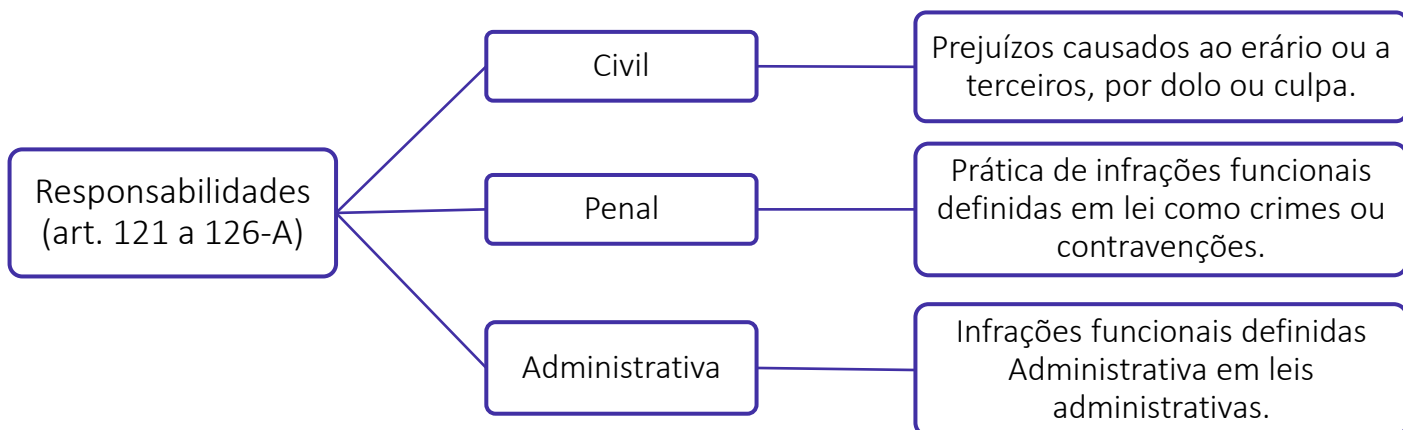 Responsabilidades
(art. 121 a 126-A)
Civil
Prejuízos causados ao erário ou a
terceiros, por dolo ou culpa.
Penal
Prática de infrações funcionais
definidas em lei como crimes ou
contravenções.
Administrativa
Infrações funcionais definidas
Administrativa em leis
administrativas.